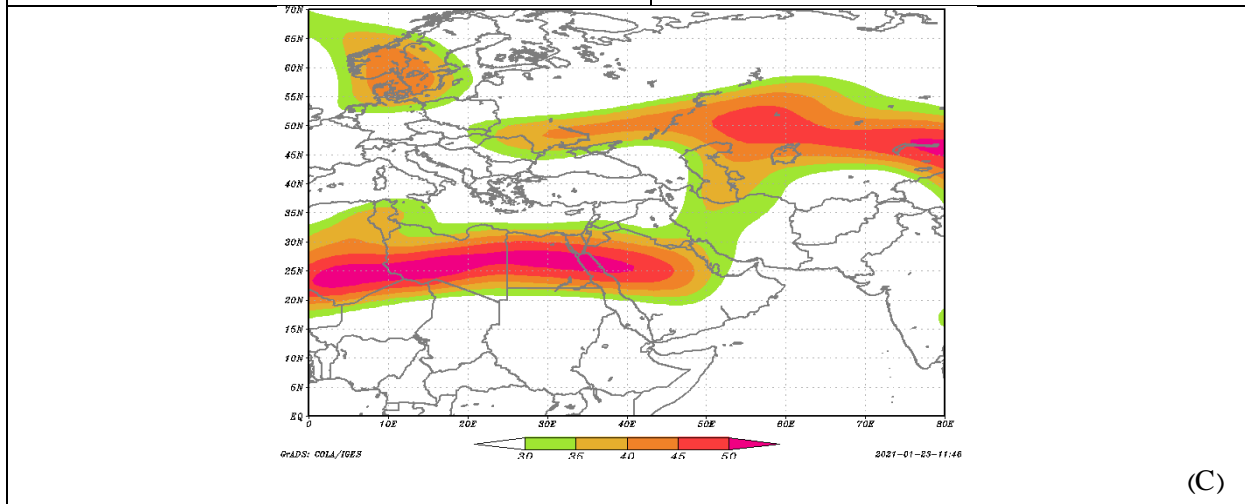 70N
65N
60N
55N
50N
45N
40N
35N
30N
25N
20N
15N
10N
5N
EQ
0 10E 20E 30E 40E 50E 60E 70E 80E
30 35 40 45 50
GrADS: COLA/IGES 2021-01-23-11:46
(C)